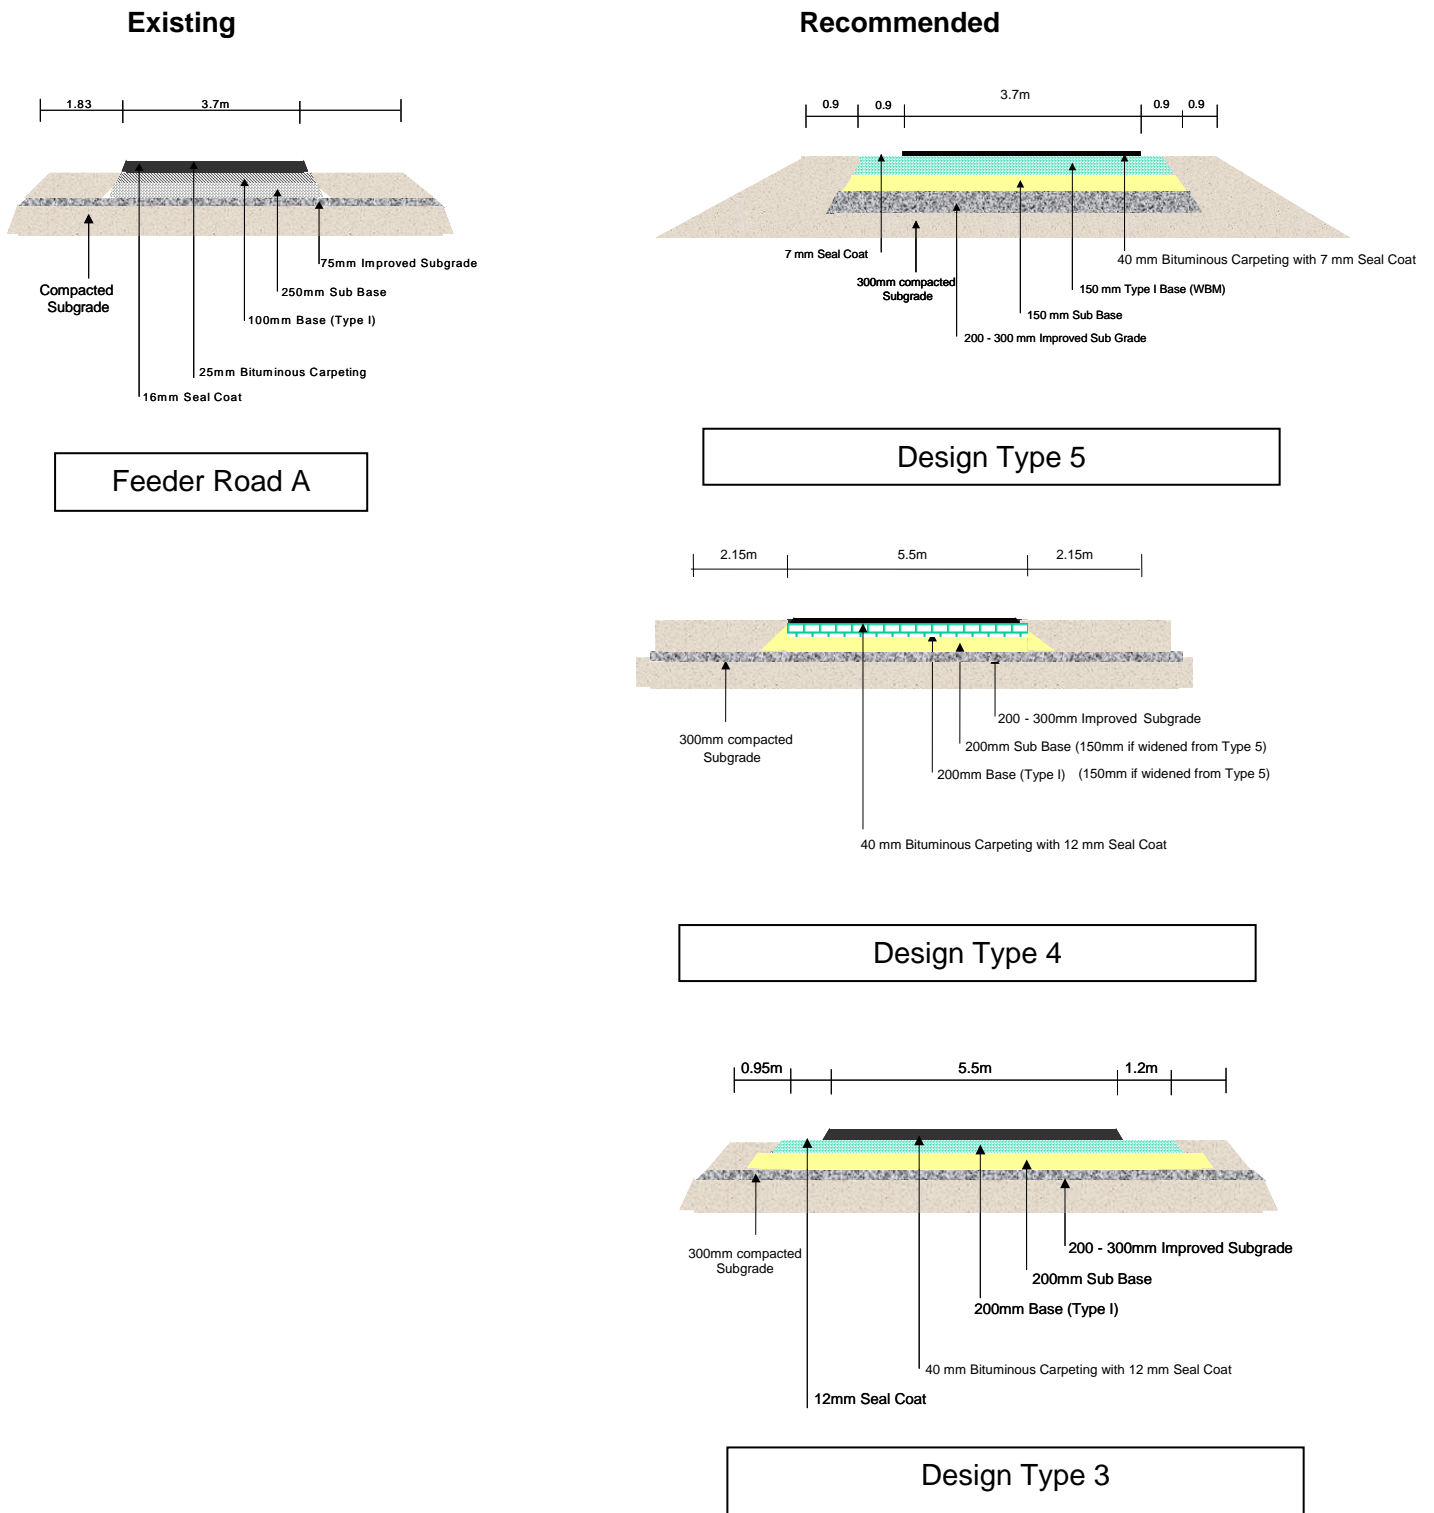 Existing
Recommended
1.83
3.7m
75mm Improved Subgrade
Compacted
Subgrade
250mm Sub Base
100mm Base (Type I)
25mm Bituminous Carpeting
16mm Seal Coat
Feeder Road A
0.9
0.9
3.7m
0.9
0.9
7 mm Seal Coat
40 mm Bituminous Carpeting with 7 mm Seal Coat
300mm compacted
Subgrade
150 mm Type I Base (WBM)
150 mm Sub Base
200 - 300 mm Improved Sub Grade
Design Type 5
2.15m
5.5m
2.15m
200 - 300mm Improved Subgrade
300mm compacted
Subgrade
200mm Sub Base (150mm if widened from Type 5)
200mm Base (Type I) (150mm if widened from Type 5)
40 mm Bituminous Carpeting with 12 mm Seal Coat
Design Type 4
0.95m
5.5m
1.2m
300mm compacted
Subgrade
200 - 300mm Improved Subgrade
200mm Sub Base
200mm Base (Type I)
40 mm Bituminous Carpeting with 12 mm Seal Coat
12mm Seal Coat
Design Type 3